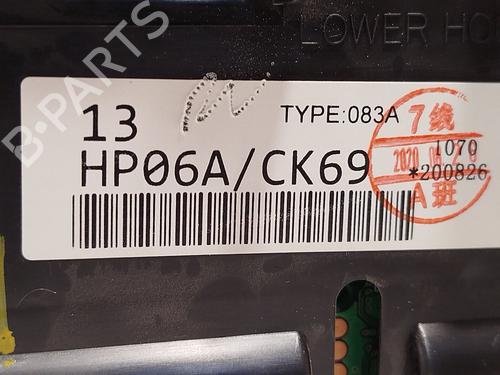 LOWER HO
B-PARTS
13
TYPE:083A
HP06A/CK69
7线
1070
*200826
A班